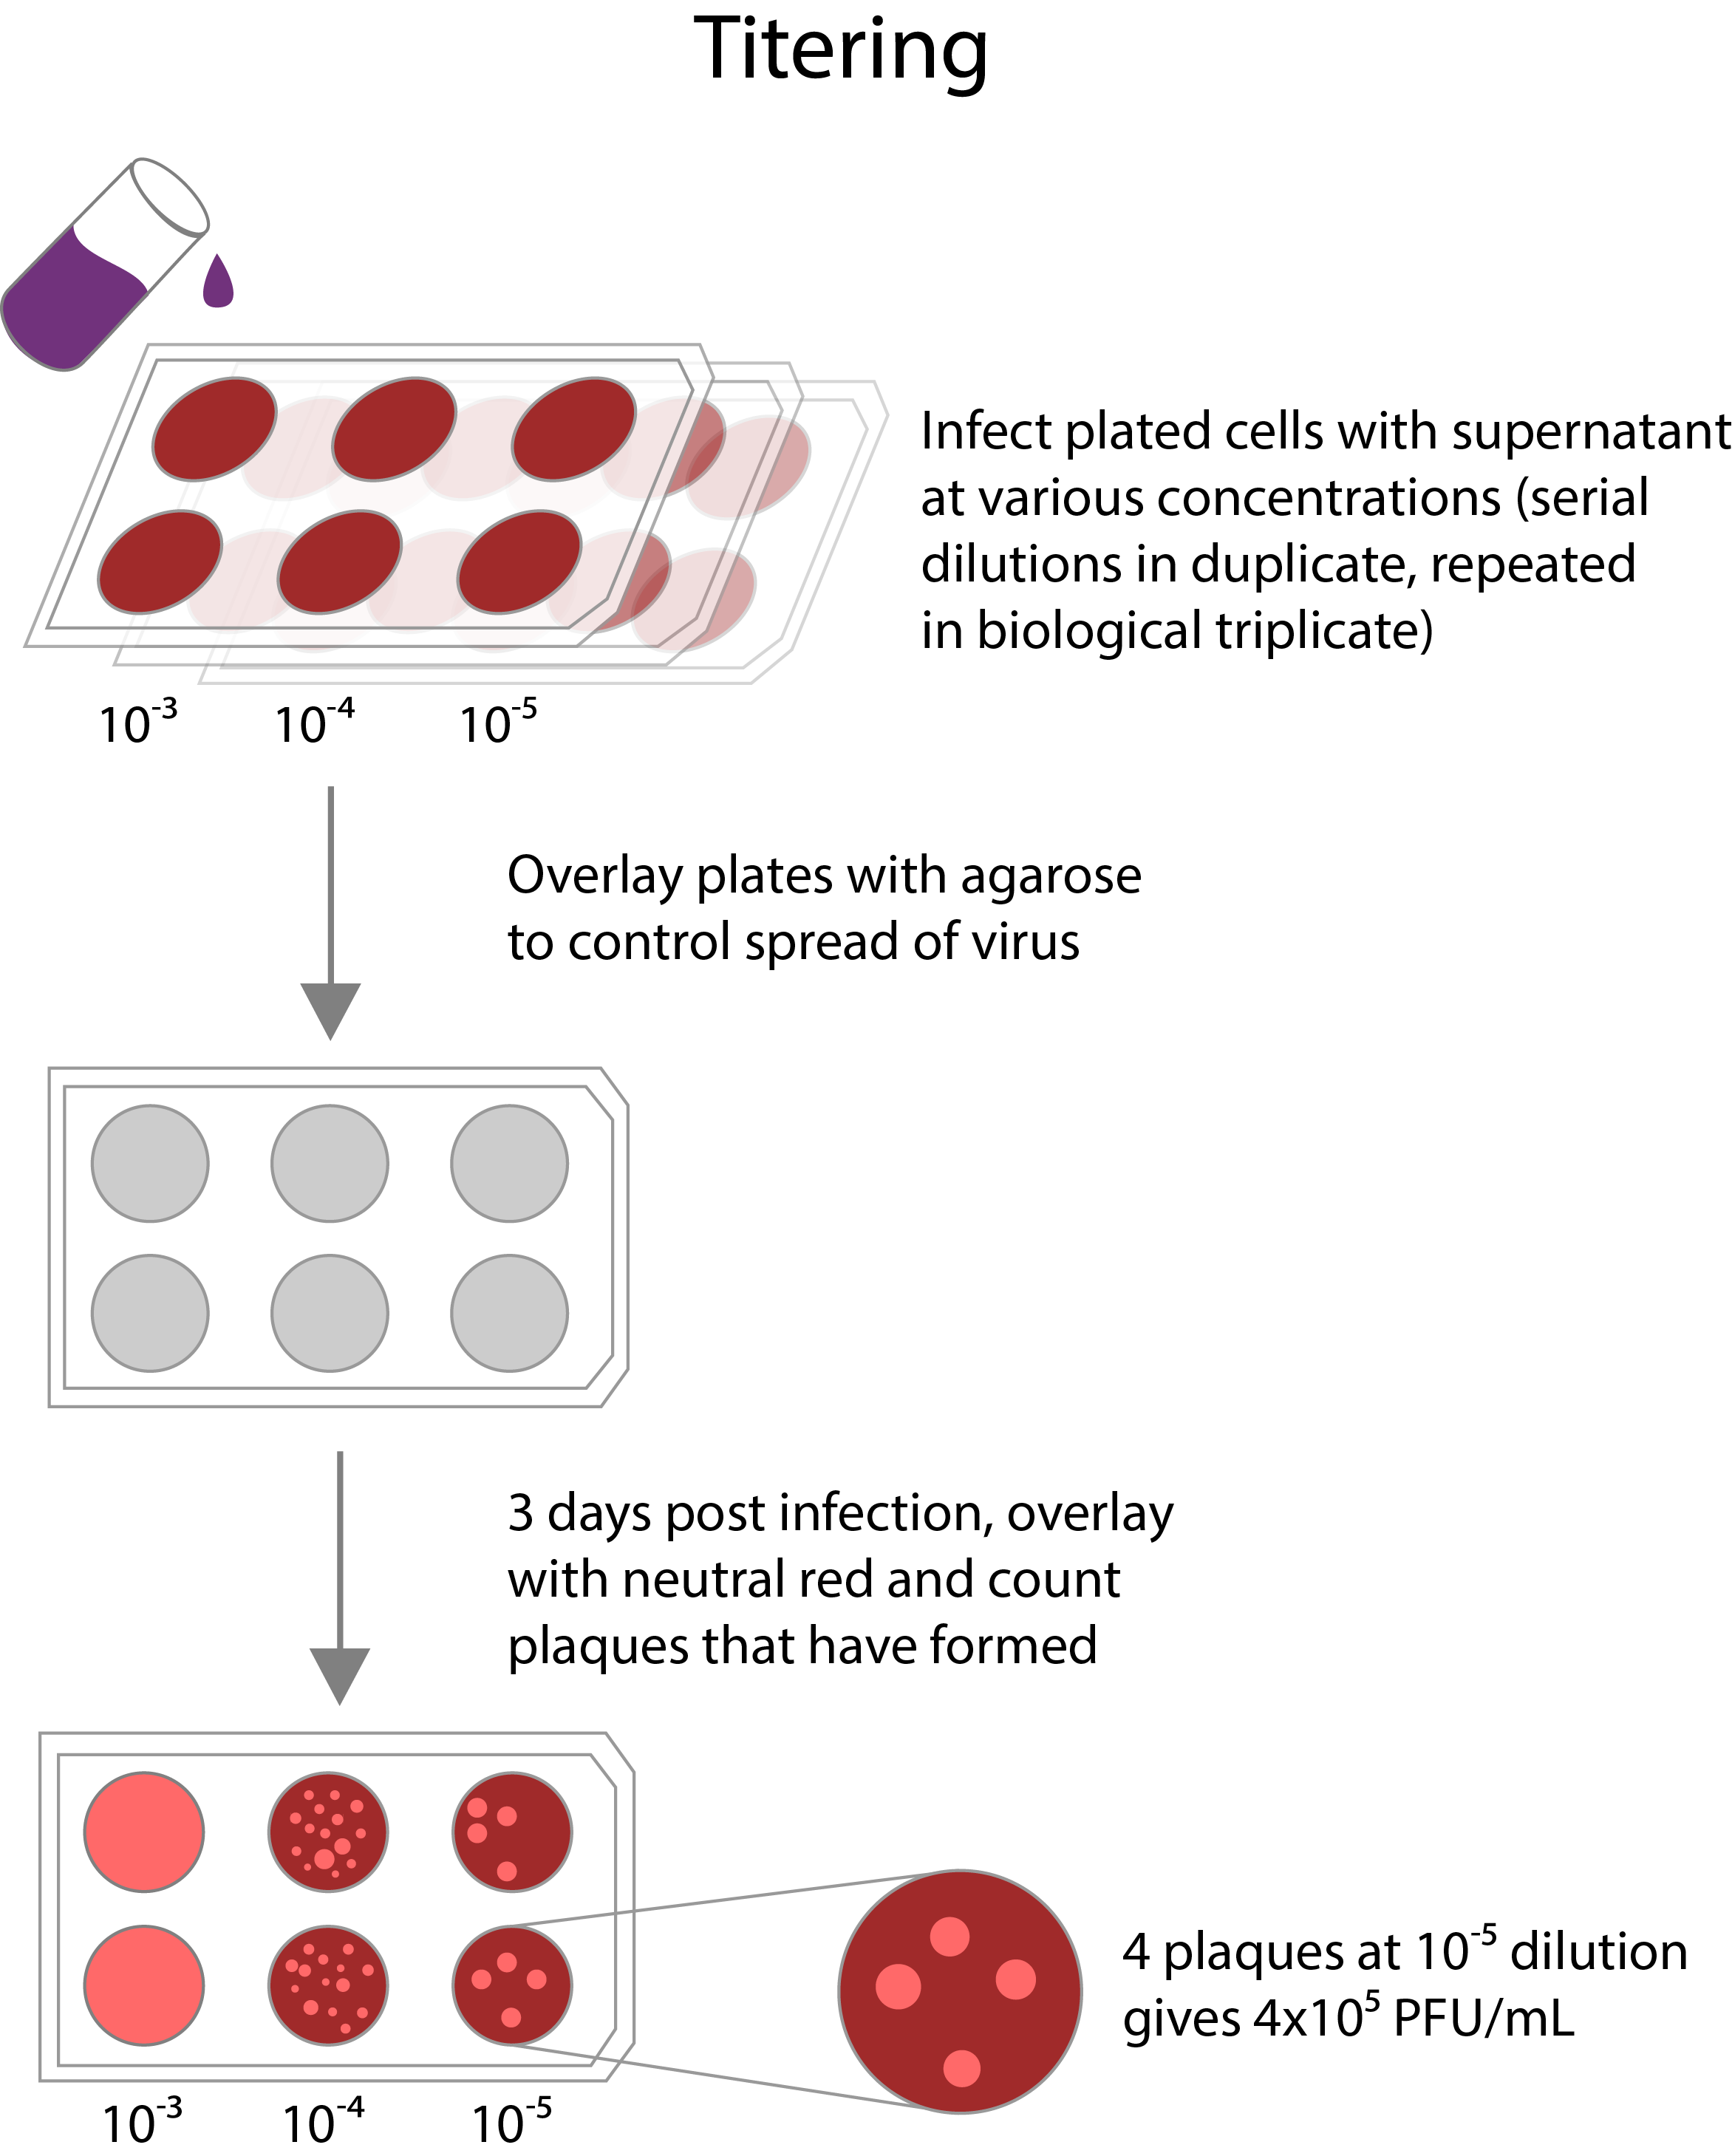 Titering
Infect plated cells with supernatant
at various concentrations (serial
dilutions in duplicate, repeated
in biological triplicate)
10⁻³ 10⁻⁴ 10⁻⁵
Overlay plates with agarose
to control spread of virus
3 days post infection, overlay
with neutral red and count
plaques that have formed
4 plaques at 10⁻⁵ dilution
gives 4x10⁵ PFU/mL
10⁻³ 10⁻⁴ 10⁻⁵